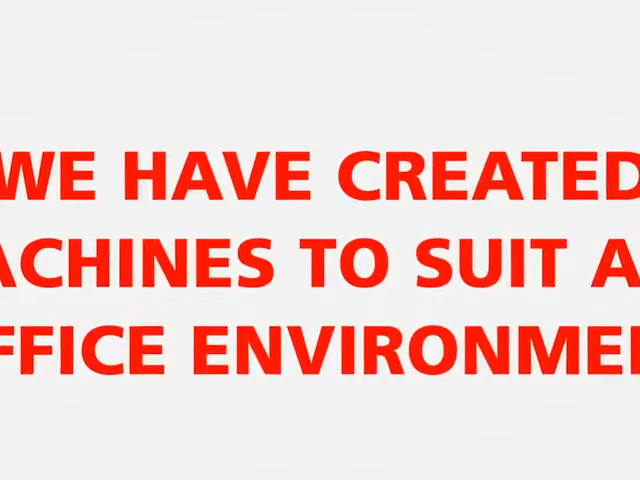 WE HAVE CREATED
ACHINES TO SUIT A
FFICE ENVIRONME